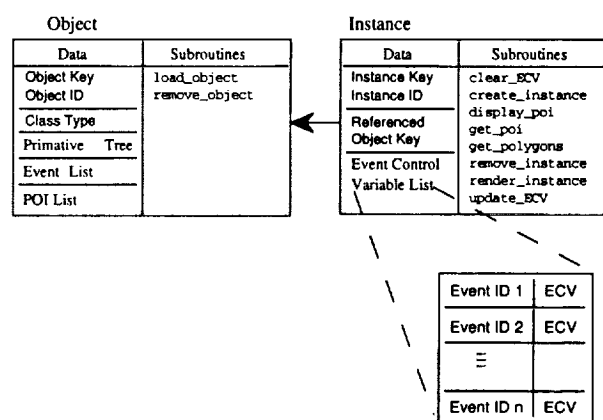 Object
Data
Subroutines
Object Key
Object ID
Class Type
Primative Tree
Event List
POI List
load_object
remove_object
Instance
Data
Subroutines
Instance Key
Instance ID
Referenced
Object Key
Event Control
Variable List
clear_ECV
create_instance
display_poi
get_poi
get_polygons
remove_instance
render_instance
update_ECV
Event ID 1 ECV
Event ID 2 ECV
Event ID n ECV